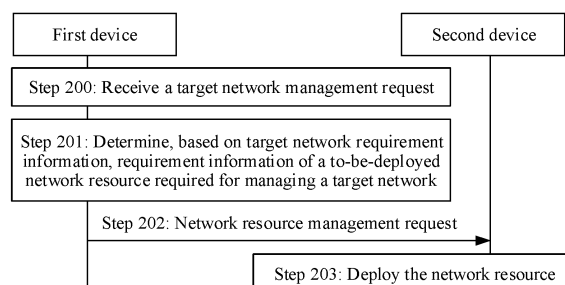 First device
Second device
Step 200: Receive a target network management request
Step 201: Determine, based on target network requirement
information, requirement information of a to-be-deployed
network resource required for managing a target network
Step 202: Network resource management request
Step 203: Deploy the network resource